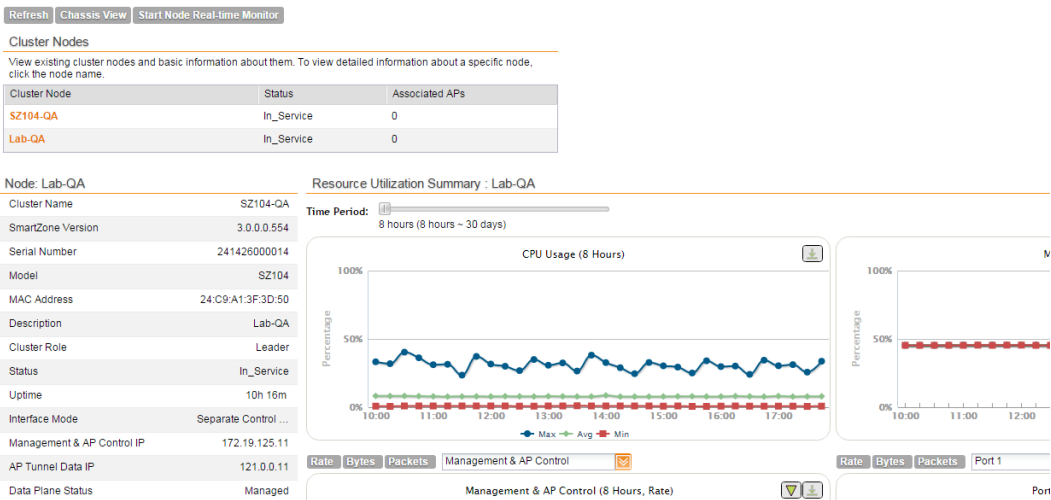 Refresh Chassis View Start Node Real-time Monitor
Cluster Nodes
View existing cluster nodes and basic information about them. To view detailed information about a specific node,
click the node name.
Cluster Node Status Associated APs
SZ104-QA In_Service 0
Lab-QA In_Service 0
Node: Lab-QA
Cluster Name SZ104-QA
SmartZone Version 3.0.0.0.554
Serial Number 241426000014
Model SZ104
MAC Address 24:C9:A1:3F:3D:50
Description Lab-QA
Cluster Role Leader
Status In_Service
Uptime 10h 16m
Interface Mode Separate Control ...
Management & AP Control IP 172.19.125.11
AP Tunnel Data IP 121.0.0.11
Data Plane Status Managed
Resource Utilization Summary : Lab-QA
Time Period:
8 hours (8 hours ~ 30 days)
CPU Usage (8 Hours)
100%
50%
0%
Percentage
10:00 11:00 12:00 13:00 14:00 15:00 16:00 17:00
Max Avg Min
M
100%
50%
0%
Percentage
10:00 11:00 12:00
Rate Bytes Packets Management & AP Control
Rate Bytes Packets Port 1
Management & AP Control (8 Hours, Rate)
Port